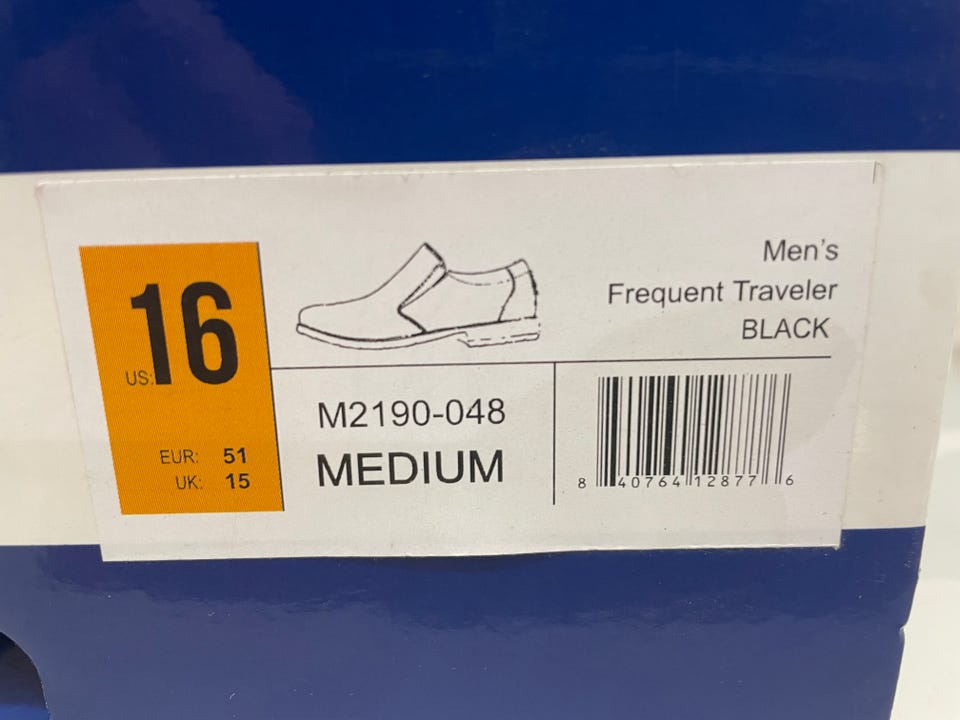 US: 16
EUR: 51
UK: 15
Men's
Frequent Traveler
BLACK
M2190-048
MEDIUM
8 40764 12877 6